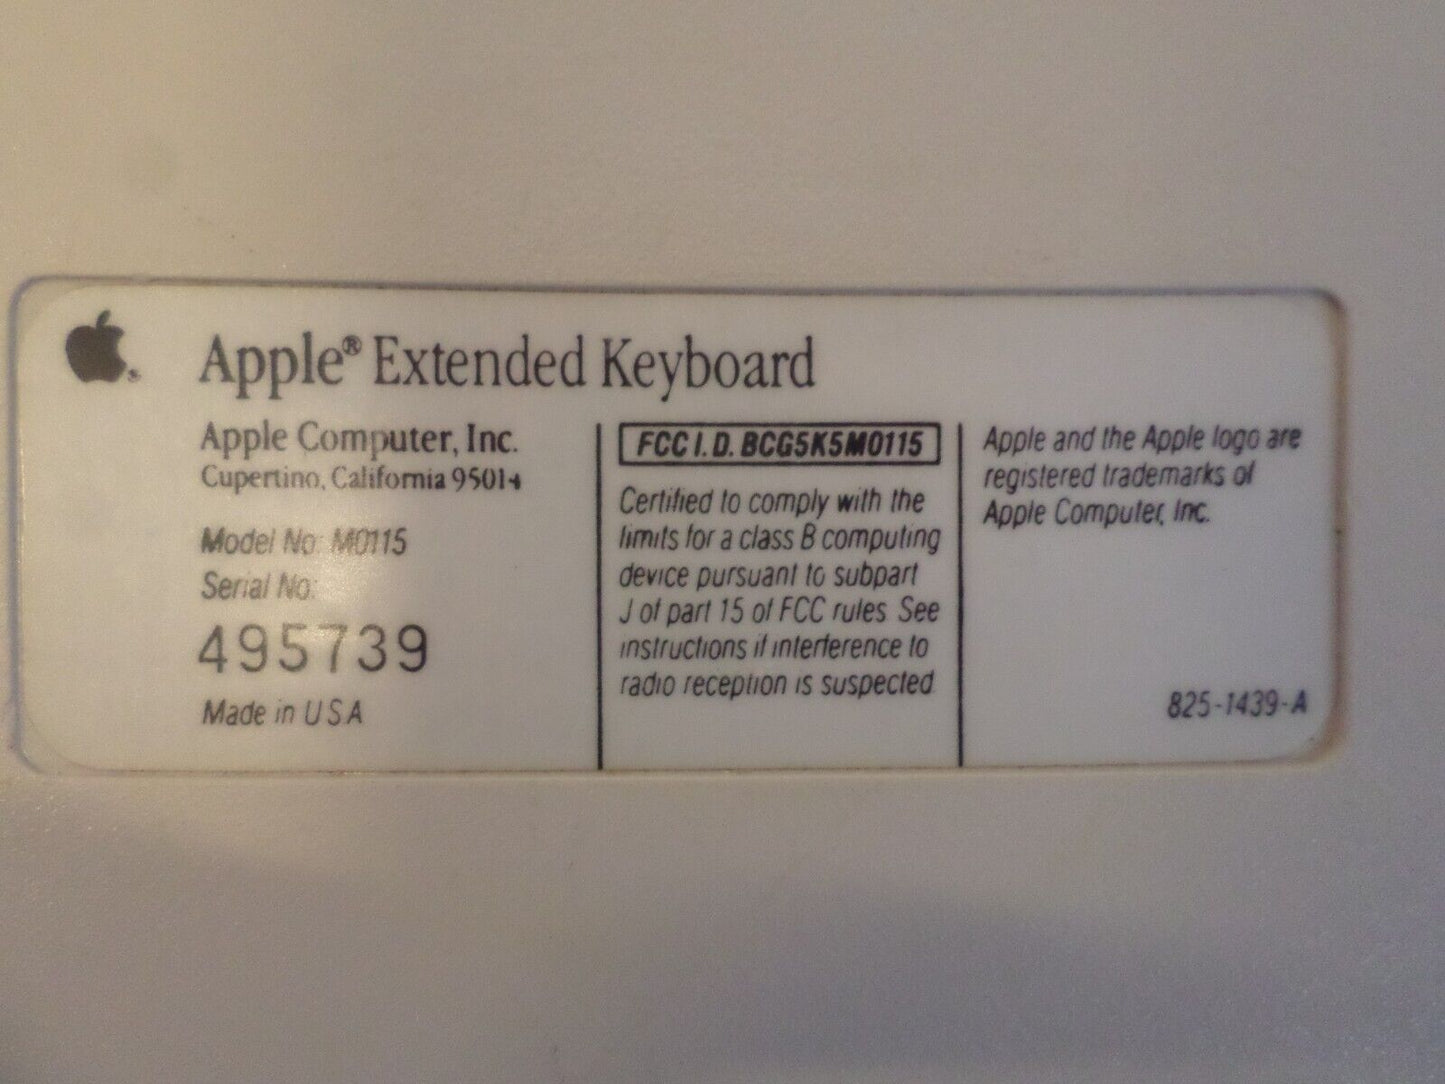 Apple® Extended Keyboard
Apple Computer, Inc.
Cupertino, California 95014
Model No: M0115
Serial No:
495739
Made in USA
FCC I.D. BCG5K5M0115
Certified to comply with the
limits for a class B computing
device pursuant to subpart
J of part 15 of FCC rules See
instructions if interference to
radio reception is suspected
Apple and the Apple logo are
registered trademarks of
Apple Computer, Inc.
825-1439-A